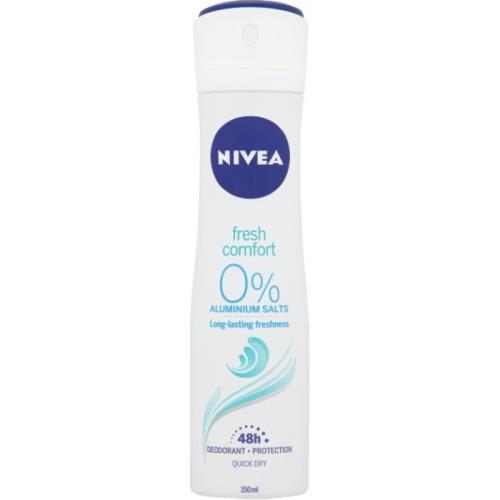 NIVEA
fresh
comfort
0%
ALUMINIUM SALTS
Long-lasting freshness
48h
DEODORANT • PROTECTION
QUICK DRY
150ml